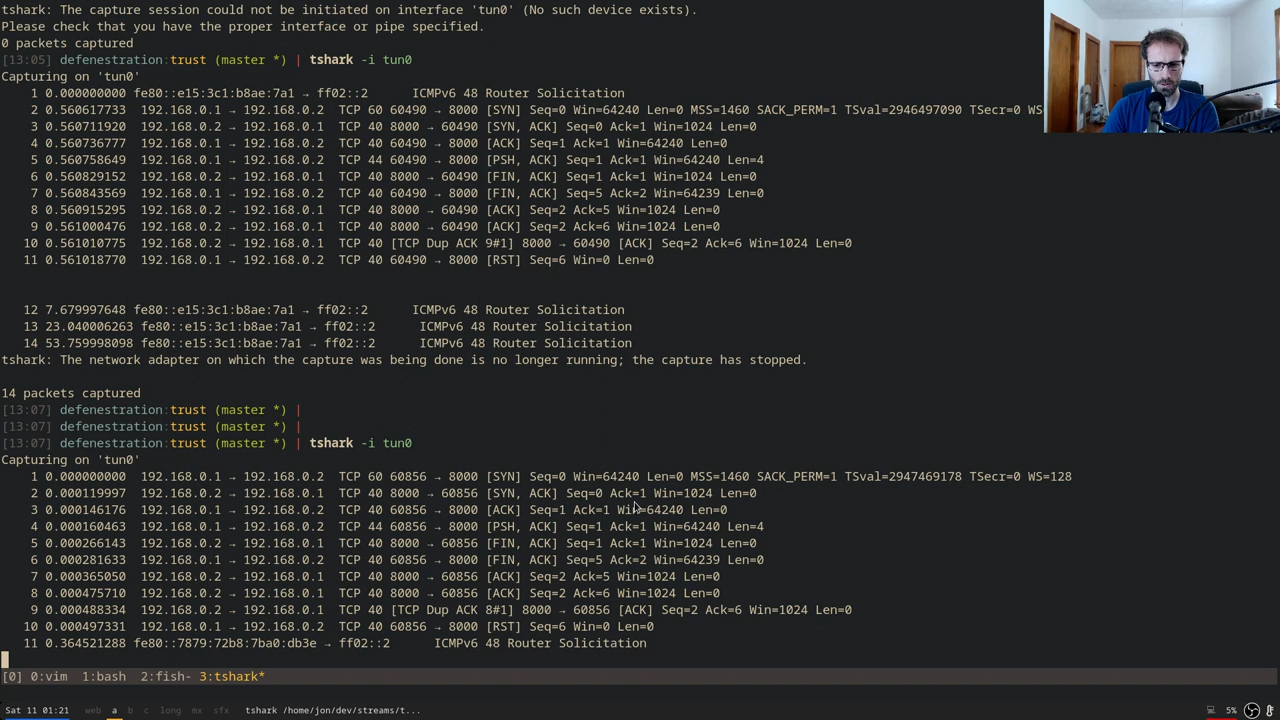 tshark: The capture session could not be initiated on interface 'tun0' (No such device exists).
Please check that you have the proper interface or pipe specified.
0 packets captured
[13:05] defenestration:trust (master *) | tshark -i tun0
Capturing on 'tun0'
1 0.000000000 fe80::e15:3c1:b8ae:7a1 → ff02::2 ICMPv6 48 Router Solicitation
2 0.560617733 192.168.0.1 → 192.168.0.2 TCP 60 60490 → 8000 [SYN] Seq=0 Win=64240 Len=0 MSS=1460 SACK_PERM=1 TSval=2946497090 TSecr=0 WS
3 0.560711920 192.168.0.2 → 192.168.0.1 TCP 40 8000 → 60490 [SYN, ACK] Seq=0 Ack=1 Win=1024 Len=0
4 0.560736777 192.168.0.1 → 192.168.0.2 TCP 40 60490 → 8000 [ACK] Seq=1 Ack=1 Win=64240 Len=0
5 0.560758649 192.168.0.1 → 192.168.0.2 TCP 44 60490 → 8000 [PSH, ACK] Seq=1 Ack=1 Win=64240 Len=4
6 0.560829152 192.168.0.2 → 192.168.0.1 TCP 40 8000 → 60490 [FIN, ACK] Seq=1 Ack=1 Win=1024 Len=0
7 0.560843569 192.168.0.1 → 192.168.0.2 TCP 40 60490 → 8000 [FIN, ACK] Seq=5 Ack=2 Win=64239 Len=0
8 0.560915295 192.168.0.2 → 192.168.0.1 TCP 40 8000 → 60490 [ACK] Seq=2 Ack=5 Win=1024 Len=0
9 0.561000476 192.168.0.2 → 192.168.0.1 TCP 40 8000 → 60490 [ACK] Seq=2 Ack=6 Win=1024 Len=0
10 0.561010775 192.168.0.2 → 192.168.0.1 TCP 40 [TCP Dup ACK 9#1] 8000 → 60490 [ACK] Seq=2 Ack=6 Win=1024 Len=0
11 0.561018770 192.168.0.1 → 192.168.0.2 TCP 40 60490 → 8000 [RST] Seq=6 Win=0 Len=0
12 7.679997648 fe80::e15:3c1:b8ae:7a1 → ff02::2 ICMPv6 48 Router Solicitation
13 23.040006263 fe80::e15:3c1:b8ae:7a1 → ff02::2 ICMPv6 48 Router Solicitation
14 53.759998098 fe80::e15:3c1:b8ae:7a1 → ff02::2 ICMPv6 48 Router Solicitation
tshark: The network adapter on which the capture was being done is no longer running; the capture has stopped.
14 packets captured
[13:07] defenestration:trust (master *) |
[13:07] defenestration:trust (master *) |
[13:07] defenestration:trust (master *) | tshark -i tun0
Capturing on 'tun0'
1 0.000000000 192.168.0.1 → 192.168.0.2 TCP 60 60856 → 8000 [SYN] Seq=0 Win=64240 Len=0 MSS=1460 SACK_PERM=1 TSval=2947469178 TSecr=0 WS=128
2 0.000119997 192.168.0.2 → 192.168.0.1 TCP 40 8000 → 60856 [SYN, ACK] Seq=0 Ack=1 Win=1024 Len=0
3 0.000146176 192.168.0.1 → 192.168.0.2 TCP 40 60856 → 8000 [ACK] Seq=1 Ack=1 Win=64240 Len=0
4 0.000160463 192.168.0.1 → 192.168.0.2 TCP 44 60856 → 8000 [PSH, ACK] Seq=1 Ack=1 Win=64240 Len=4
5 0.000266143 192.168.0.2 → 192.168.0.1 TCP 40 8000 → 60856 [FIN, ACK] Seq=1 Ack=1 Win=1024 Len=0
6 0.000281633 192.168.0.1 → 192.168.0.2 TCP 40 60856 → 8000 [FIN, ACK] Seq=5 Ack=2 Win=64239 Len=0
7 0.000365050 192.168.0.2 → 192.168.0.1 TCP 40 8000 → 60856 [ACK] Seq=2 Ack=5 Win=1024 Len=0
8 0.000475710 192.168.0.2 → 192.168.0.1 TCP 40 8000 → 60856 [ACK] Seq=2 Ack=6 Win=1024 Len=0
9 0.000488334 192.168.0.2 → 192.168.0.1 TCP 40 [TCP Dup ACK 8#1] 8000 → 60856 [ACK] Seq=2 Ack=6 Win=1024 Len=0
10 0.000497331 192.168.0.1 → 192.168.0.2 TCP 40 60856 → 8000 [RST] Seq=6 Win=0 Len=0
11 0.364521288 fe80::7879:72b8:7ba0:db3e → ff02::2 ICMPv6 48 Router Solicitation
[0] 0:vim 1:bash 2:fish- 3:tshark*
Sat 11 01:21 web a b c long mx sfx tshark /home/jon/dev/streams/t... 5%